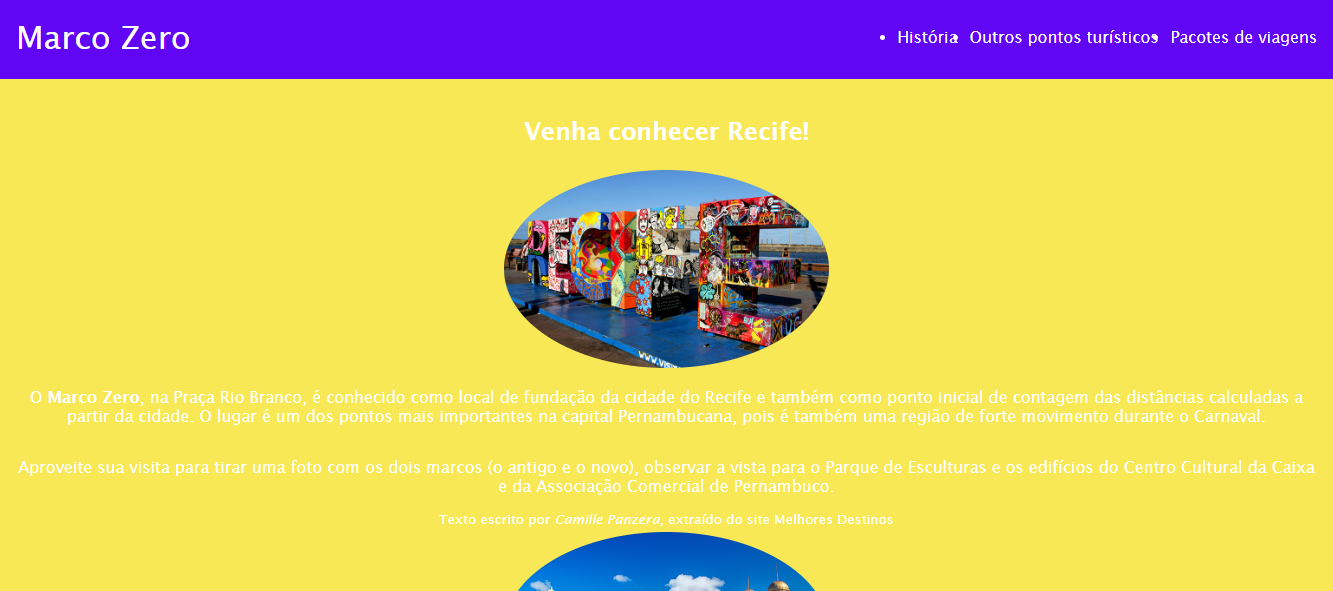 Marco Zero
• História • Outros pontos turísticos • Pacotes de viagens
Venha conhecer Recife!
RECIFE
O Marco Zero, na Praça Rio Branco, é conhecido como local de fundação da cidade do Recife e também como ponto inicial de contagem das distâncias calculadas a
partir da cidade. O lugar é um dos pontos mais importantes na capital Pernambucana, pois é também uma região de forte movimento durante o Carnaval.
Aproveite sua visita para tirar uma foto com os dois marcos (o antigo e o novo), observar a vista para o Parque de Esculturas e os edifícios do Centro Cultural da Caixa
e da Associação Comercial de Pernambuco.
Texto escrito por Camille Panzera, extraído do site Melhores Destinos